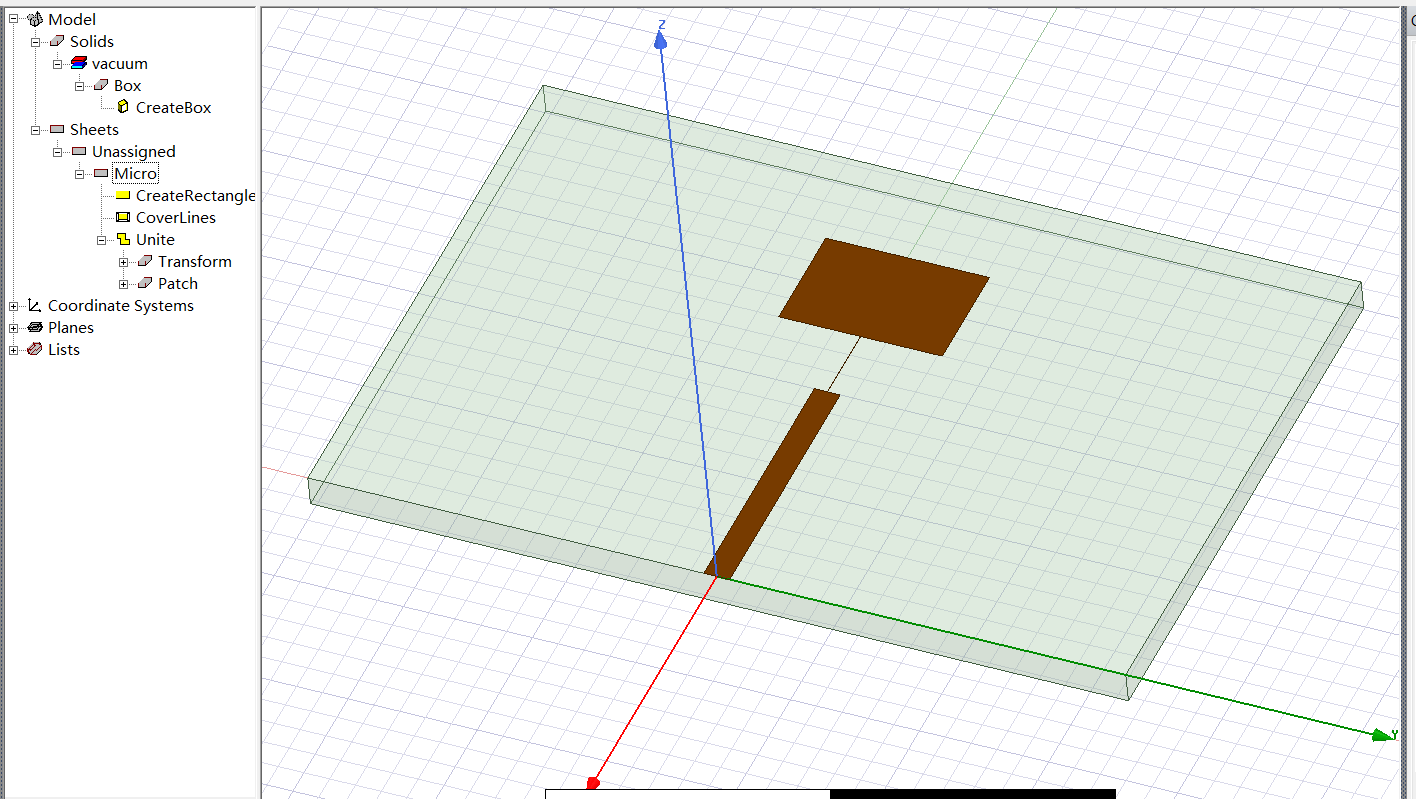 Model
Solids
vacuum
Box
CreateBox
Sheets
Unassigned
Micro
CreateRectangle
CoverLines
Unite
Transform
Patch
Coordinate Systems
Planes
Lists
Z
Y